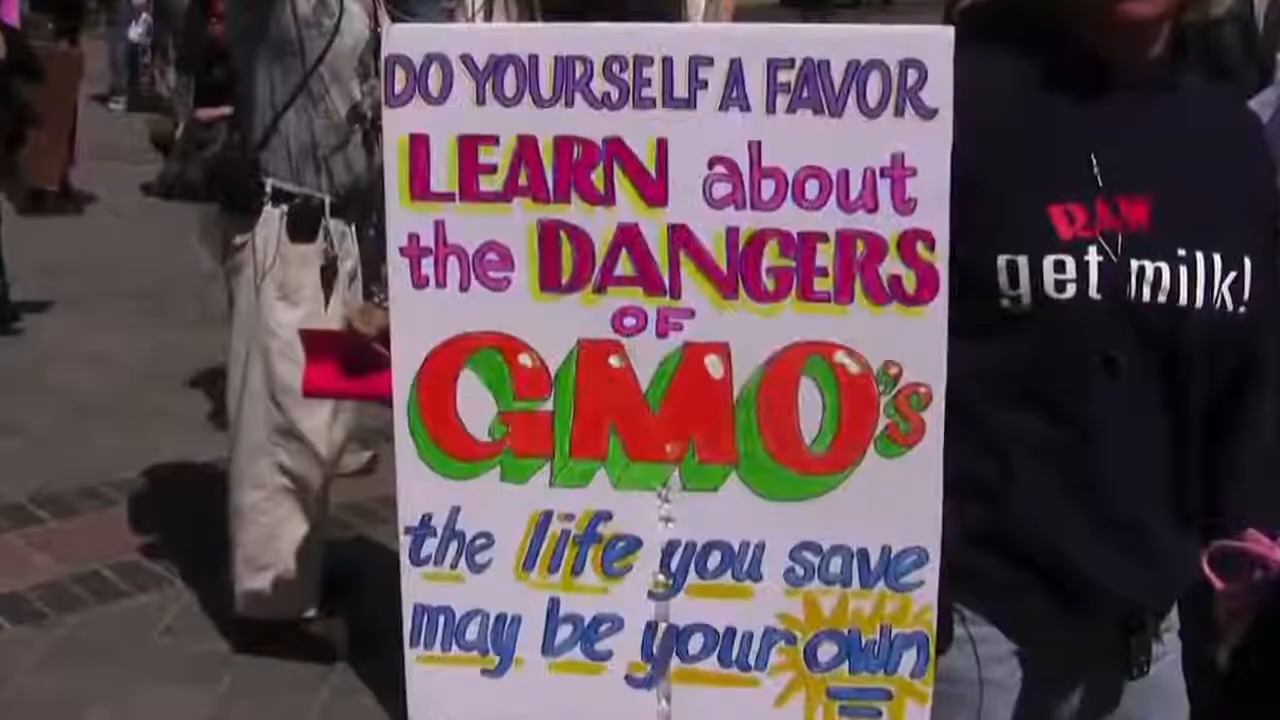 DO YOURSELF A FAVOR
LEARN about
the DANGERS
OF
GMO's
the life you save
may be your own
RAW
get milk!